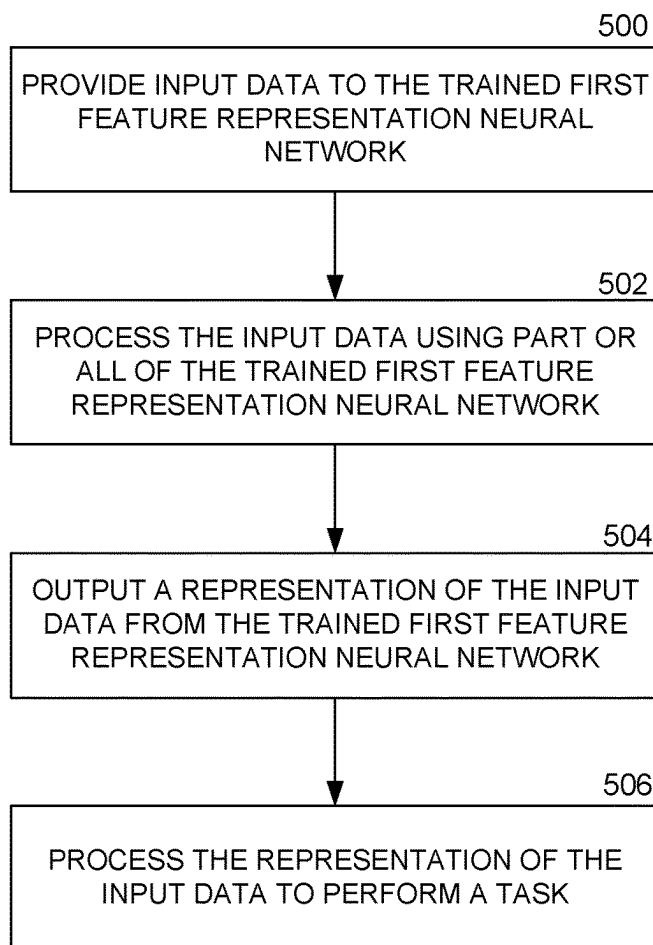 500
PROVIDE INPUT DATA TO THE TRAINED FIRST
FEATURE REPRESENTATION NEURAL
NETWORK
502
PROCESS THE INPUT DATA USING PART OR
ALL OF THE TRAINED FIRST FEATURE
REPRESENTATION NEURAL NETWORK
504
OUTPUT A REPRESENTATION OF THE INPUT
DATA FROM THE TRAINED FIRST FEATURE
REPRESENTATION NEURAL NETWORK
506
PROCESS THE REPRESENTATION OF THE
INPUT DATA TO PERFORM A TASK